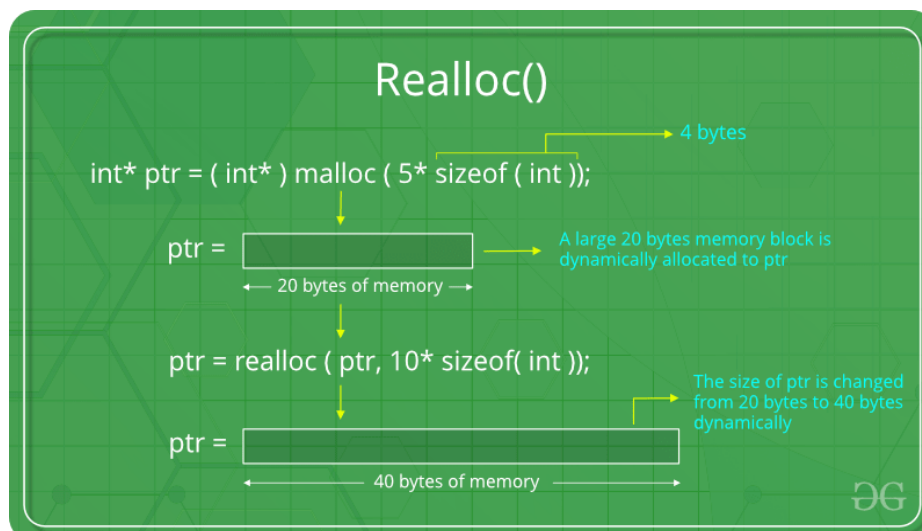 Realloc()
4 bytes
int* ptr = ( int* ) malloc ( 5* sizeof ( int ));
ptr =
A large 20 bytes memory block is
dynamically allocated to ptr
20 bytes of memory
ptr = realloc ( ptr, 10* sizeof( int ));
The size of ptr is changed
from 20 bytes to 40 bytes
dynamically
ptr =
40 bytes of memory